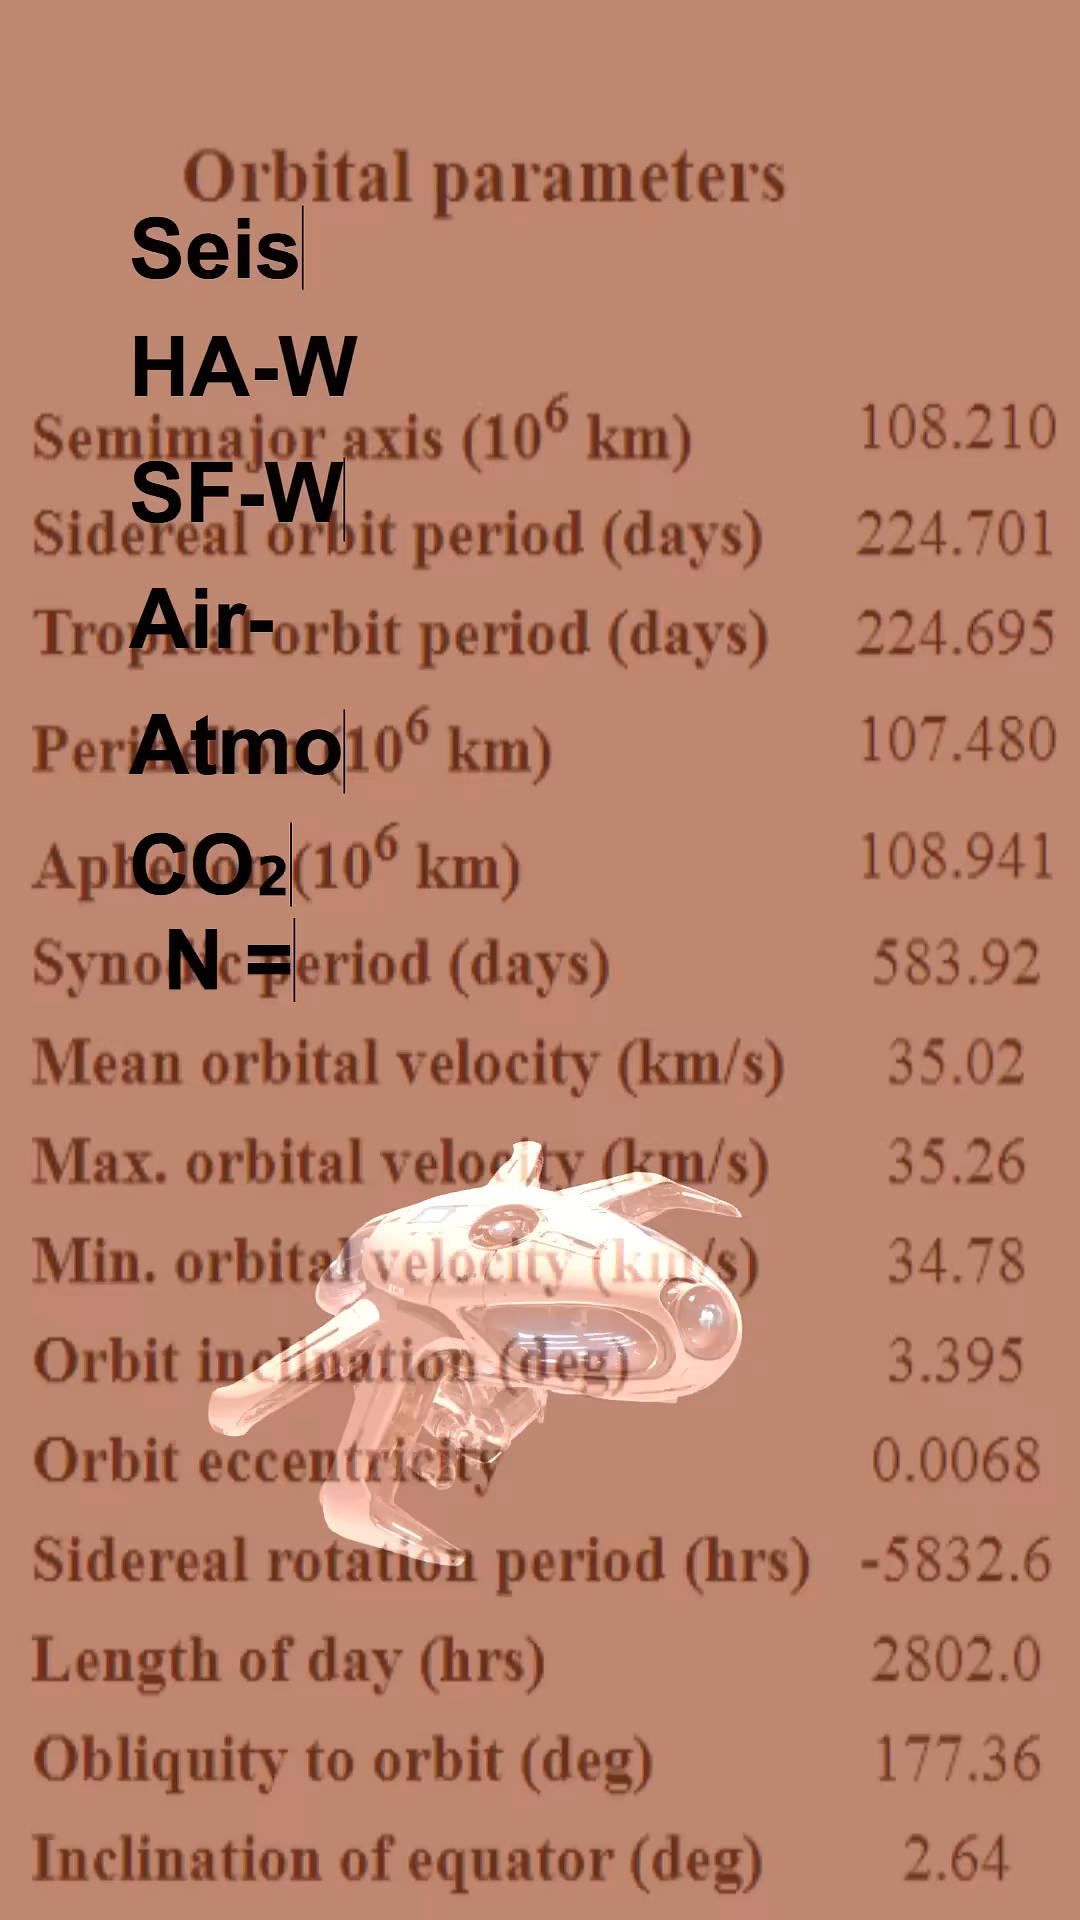 Orbital parameters
Seis
HA-W
Semimajor axis (10⁶ km) 108.210
SF-W
Sidereal orbit period (days) 224.701
Air-
Tropical orbit period (days) 224.695
Atmo
Perihelion (10⁶ km) 107.480
CO₂
Aphelion (10⁶ km) 108.941
N =
Synodic period (days) 583.92
Mean orbital velocity (km/s) 35.02
Max. orbital velocity (km/s) 35.26
Min. orbital velocity (km/s) 34.78
Orbit inclination (deg) 3.395
Orbit eccentricity 0.0068
Sidereal rotation period (hrs) -5832.6
Length of day (hrs) 2802.0
Obliquity to orbit (deg) 177.36
Inclination of equator (deg) 2.64